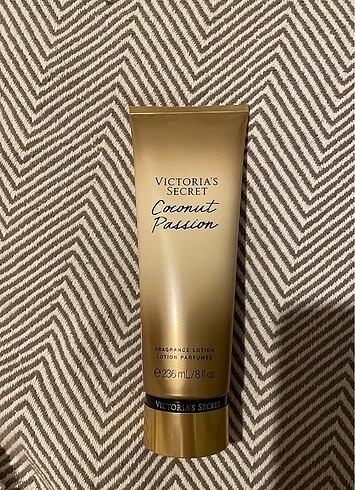 VICTORIA'S
SECRET
Coconut
Passion
FRAGRANCE LOTION
LOTION PARFUMÉE
℮ 236 mL/8 fl oz
VICTORIA'S SECRET